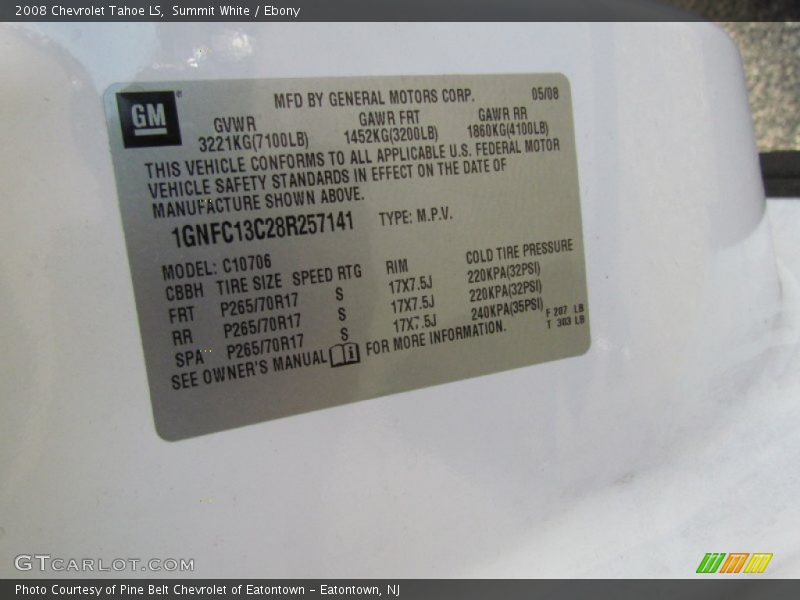 2008 Chevrolet Tahoe LS, Summit White / Ebony
GM
MFD BY GENERAL MOTORS CORP. 05/08
GVWR GAWR FRT GAWR RR
3221KG(7100LB) 1452KG(3200LB) 1860KG(4100LB)
THIS VEHICLE CONFORMS TO ALL APPLICABLE U.S. FEDERAL MOTOR
VEHICLE SAFETY STANDARDS IN EFFECT ON THE DATE OF
MANUFACTURE SHOWN ABOVE.
1GNFC13C28R257141 TYPE: M.P.V.
MODEL: C10706
CBBH TIRE SIZE SPEED RTG RIM COLD TIRE PRESSURE
FRT P265/70R17 S 17X7.5J 220KPA(32PSI)
RR P265/70R17 S 17X7.5J 220KPA(32PSI)
SPA P265/70R17 S 17X7.5J 240KPA(35PSI)
SEE OWNER'S MANUAL FOR MORE INFORMATION.
F 207 LB
T 303 LB
GTCARLOT.COM
Photo Courtesy of Pine Belt Chevrolet of Eatontown – Eatontown, NJ